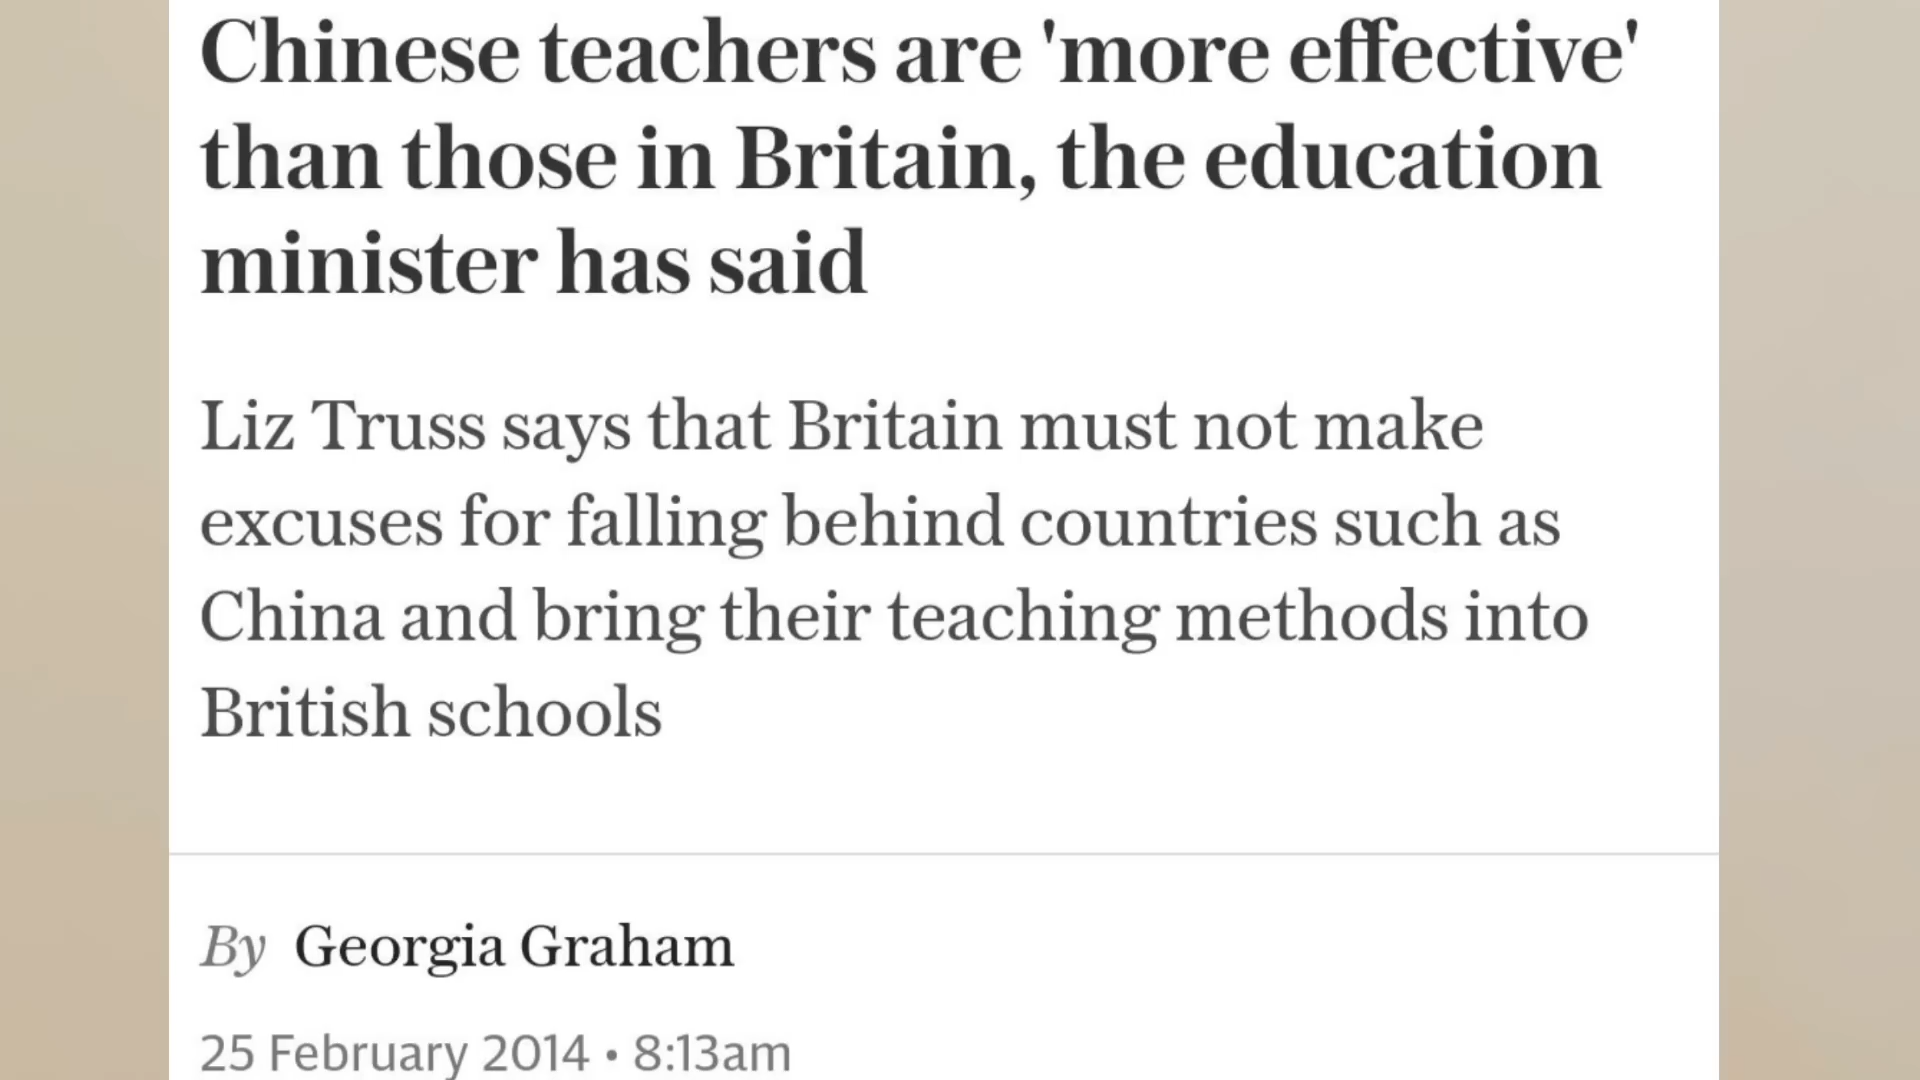 Chinese teachers are 'more effective'
than those in Britain, the education
minister has said
Liz Truss says that Britain must not make
excuses for falling behind countries such as
China and bring their teaching methods into
British schools
By Georgia Graham
25 February 2014 • 8:13am